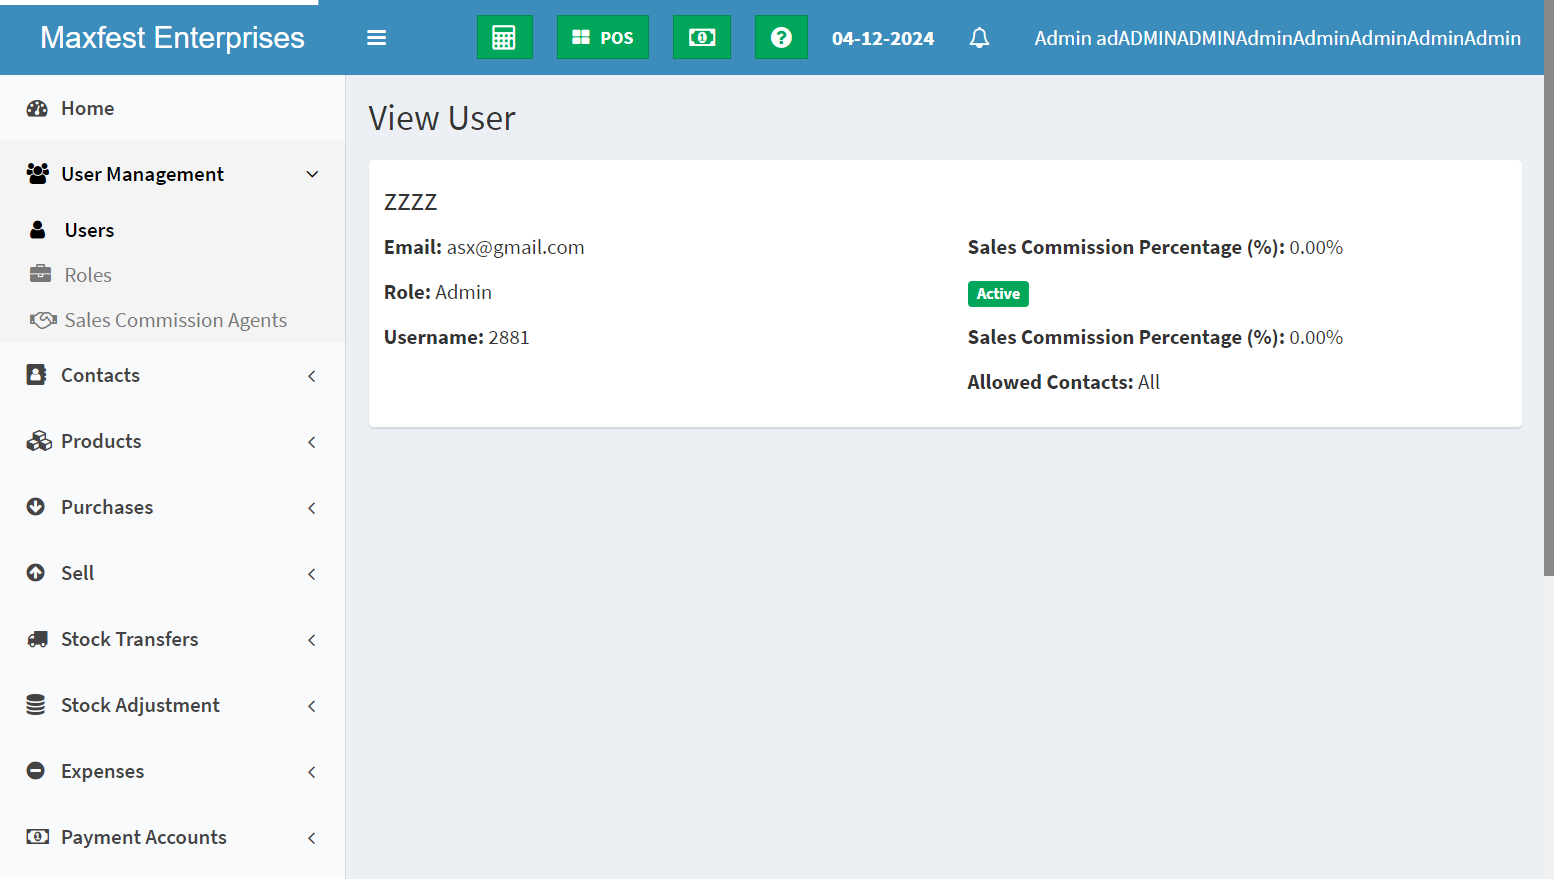 Maxfest Enterprises
POS
04-12-2024
Admin adADMINADMINAdminAdminAdminAdminAdmin
Home
User Management
Users
Roles
Sales Commission Agents
Contacts
Products
Purchases
Sell
Stock Transfers
Stock Adjustment
Expenses
Payment Accounts
View User
ZZZZ
Email: asx@gmail.com
Role: Admin
Username: 2881
Sales Commission Percentage (%): 0.00%
Active
Sales Commission Percentage (%): 0.00%
Allowed Contacts: All